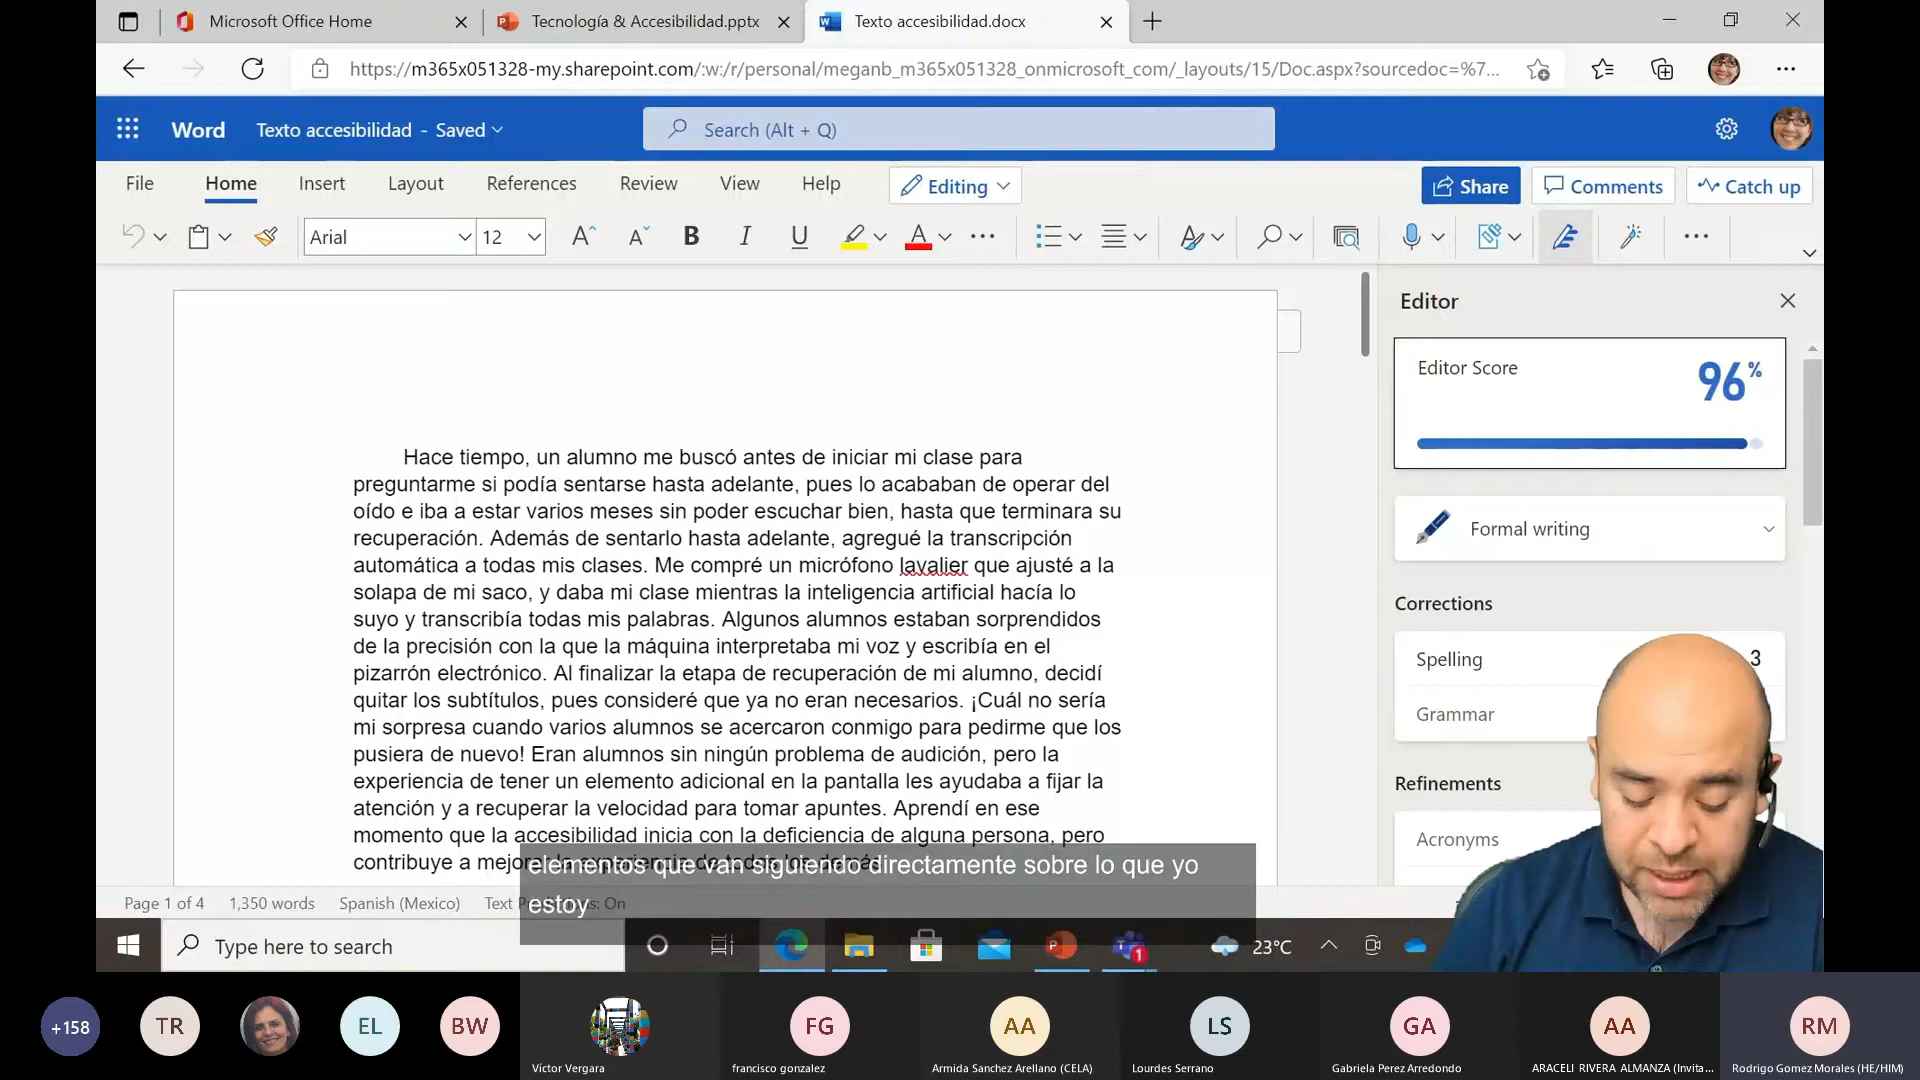 Microsoft Office Home
Tecnología & Accesibilidad.pptx
Texto accesibilidad.docx
https://m365x051328-my.sharepoint.com/:w:/r/personal/meganb_m365x051328_onmicrosoft_com/_layouts/15/Doc.aspx?sourcedoc=%7...
Word
Texto accesibilidad - Saved
Search (Alt + Q)
File Home Insert Layout References Review View Help
Editing
Share
Comments
Catch up
Arial
12
Editor
Editor Score
96%
Formal writing
Corrections
Spelling 3
Grammar
Refinements
Acronyms
Hace tiempo, un alumno me buscó antes de iniciar mi clase para
preguntarme si podía sentarse hasta adelante, pues lo acababan de operar del
oído e iba a estar varios meses sin poder escuchar bien, hasta que terminara su
recuperación. Además de sentarlo hasta adelante, agregué la transcripción
automática a todas mis clases. Me compré un micrófono lavalier que ajusté a la
solapa de mi saco, y daba mi clase mientras la inteligencia artificial hacía lo
suyo y transcribía todas mis palabras. Algunos alumnos estaban sorprendidos
de la precisión con la que la máquina interpretaba mi voz y escribía en el
pizarrón electrónico. Al finalizar la etapa de recuperación de mi alumno, decidí
quitar los subtítulos, pues consideré que ya no eran necesarios. ¡Cuál no sería
mi sorpresa cuando varios alumnos se acercaron conmigo para pedirme que los
pusiera de nuevo! Eran alumnos sin ningún problema de audición, pero la
experiencia de tener un elemento adicional en la pantalla les ayudaba a fijar la
atención y a recuperar la velocidad para tomar apuntes. Aprendí en ese
momento que la accesibilidad inicia con la deficiencia de alguna persona, pero
contribuye a
elementos que van siguiendo directamente sobre lo que yo
estoy
Page 1 of 4
1,350 words
Spanish (Mexico)
Text
On
Type here to search
1
23°C
+158
TR
EL
BW
FG
AA
LS
GA
AA
RM
Víctor Vergara
francisco gonzalez
Armida Sanchez Arellano (CELA)
Lourdes Serrano
Gabriela Perez Arredondo
ARACELI RIVERA ALMANZA (Invita...
Rodrigo Gomez Morales (HE/HIM)